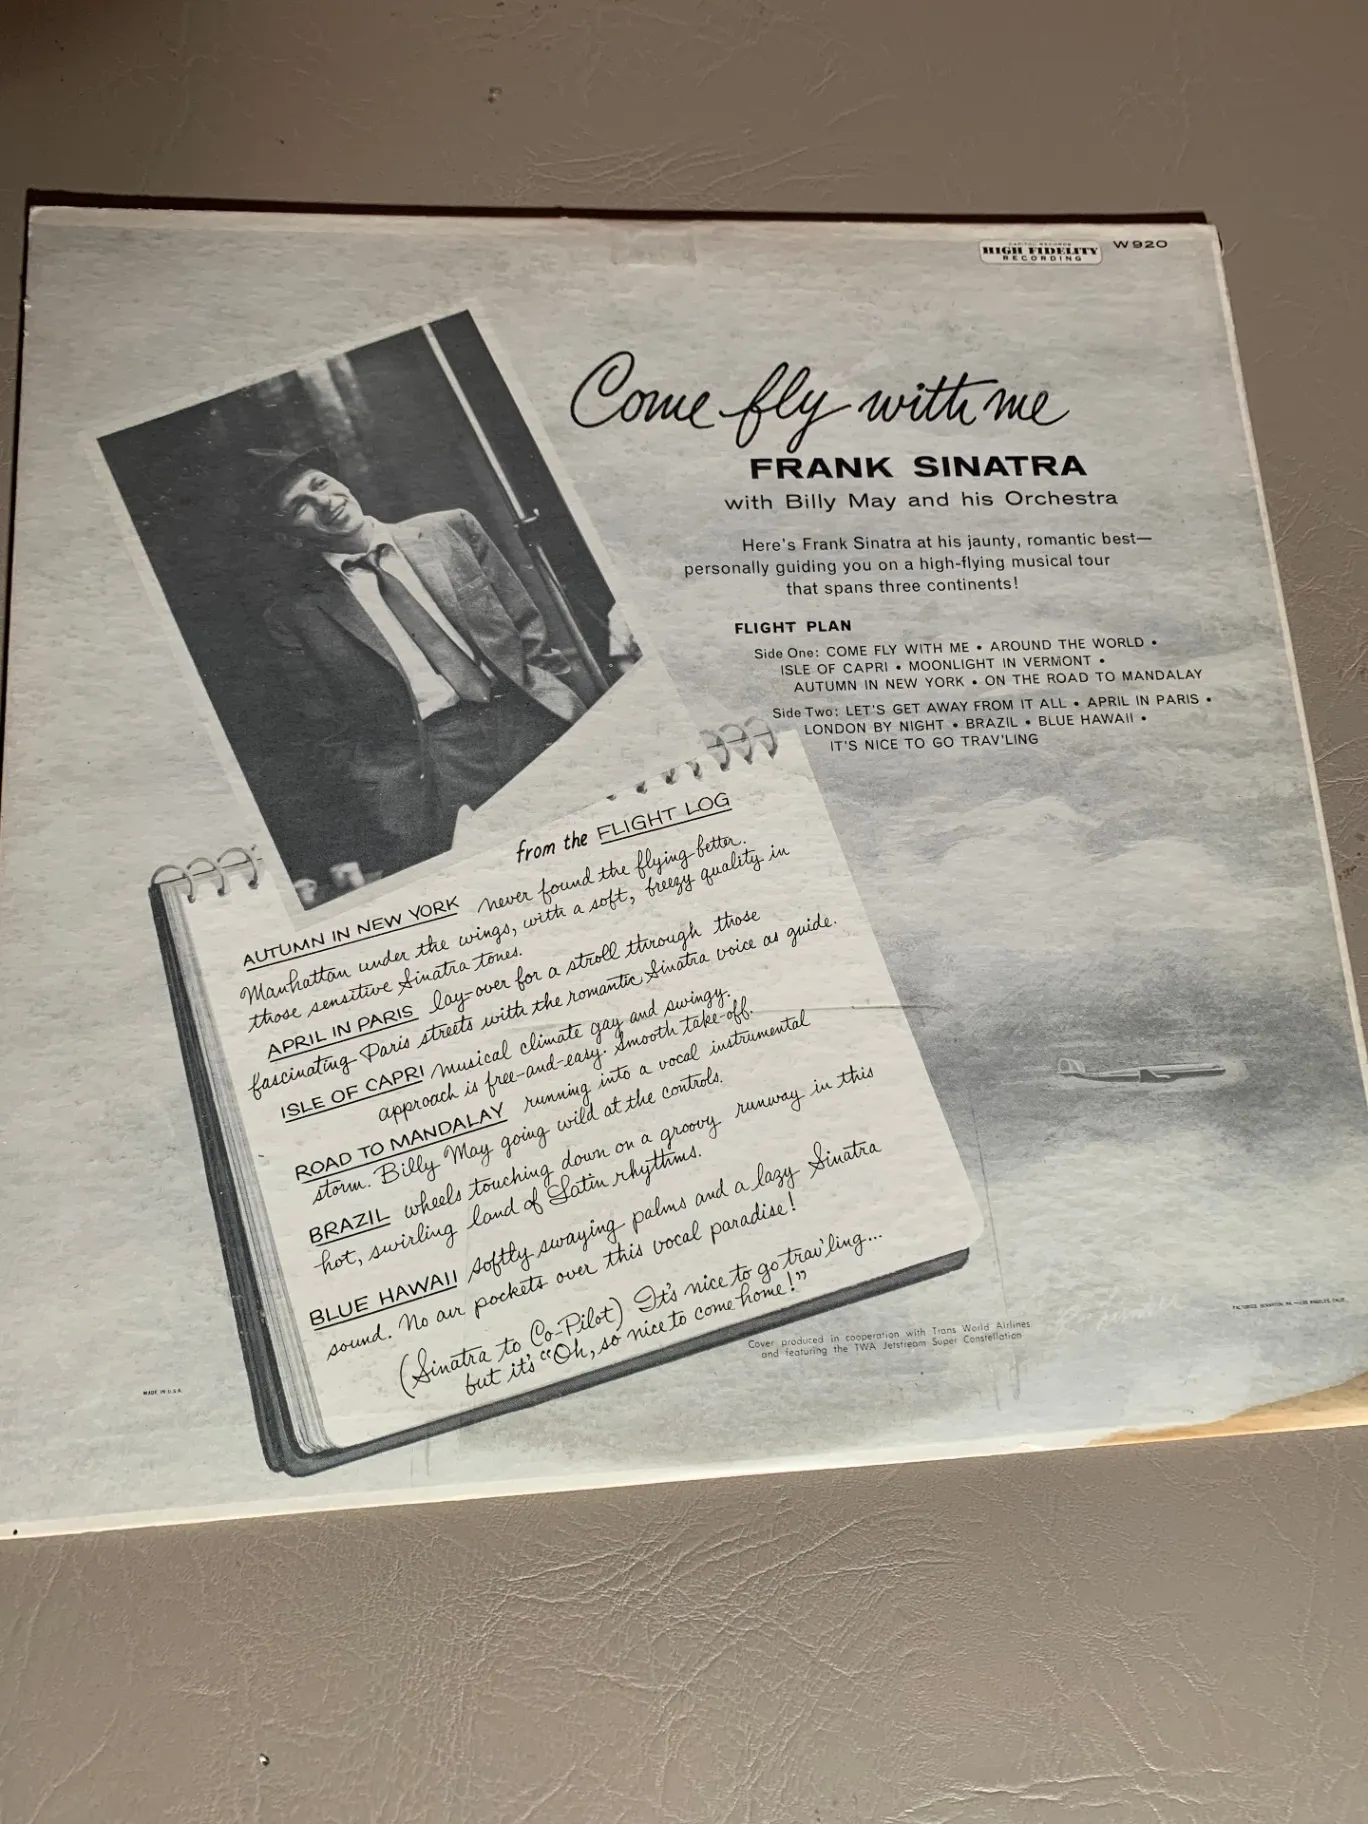 CAPITOL RECORDS
HIGH FIDELITY
RECORDING
W920
Come fly with me
FRANK SINATRA
with Billy May and his Orchestra
Here's Frank Sinatra at his jaunty, romantic best—
personally guiding you on a high-flying musical tour
that spans three continents!
FLIGHT PLAN
Side One: COME FLY WITH ME • AROUND THE WORLD •
ISLE OF CAPRI • MOONLIGHT IN VERMONT •
AUTUMN IN NEW YORK • ON THE ROAD TO MANDALAY
Side Two: LET'S GET AWAY FROM IT ALL • APRIL IN PARIS •
LONDON BY NIGHT • BRAZIL • BLUE HAWAII •
IT'S NICE TO GO TRAV'LING
from the FLIGHT LOG
AUTUMN IN NEW YORK never found the flying better.
Manhattan under the wings, with a soft, breezy quality in
those sensitive Sinatra tones.
APRIL IN PARIS lay-over for a stroll through those
fascinating Paris streets with the romantic Sinatra voice as guide.
ISLE OF CAPRI musical climate gay and swingy.
approach is free-and-easy. Smooth take-off.
ROAD TO MANDALAY running into a vocal instrumental
storm. Billy May going wild at the controls.
BRAZIL wheels touching down on a groovy runway in this
hot, swirling land of Latin rhythms.
BLUE HAWAII softly swaying palms and a lazy Sinatra
sound. No air pockets over this vocal paradise!
(Sinatra to Co-Pilot) It's nice to go trav'ling...
but it's "Oh, so nice to come home!"
Cover produced in cooperation with Trans World Airlines
and featuring the TWA Jetstream Super Constellation
MADE IN U.S.A.